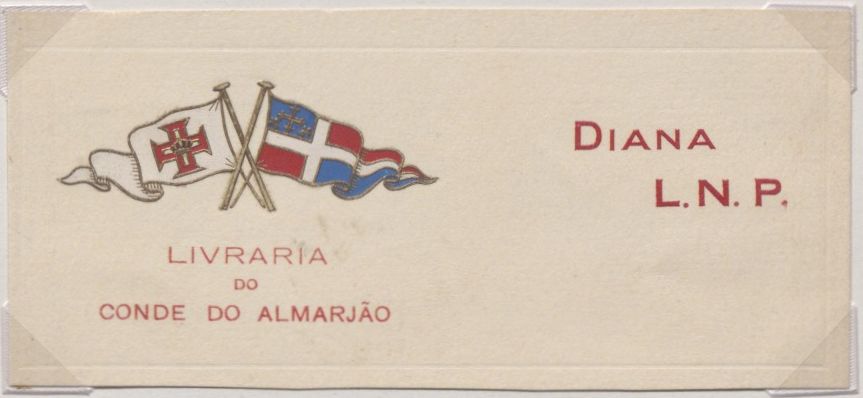 LIVRARIA
DO
CONDE DO ALMARJÃO
DIANA
L. N. P.